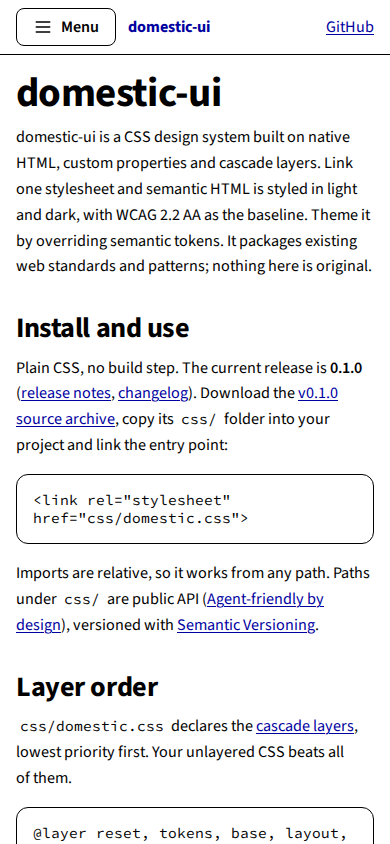 Menu domestic-ui GitHub
domestic-ui
domestic-ui is a CSS design system built on native
HTML, custom properties and cascade layers. Link
one stylesheet and semantic HTML is styled in light
and dark, with WCAG 2.2 AA as the baseline. Theme it
by overriding semantic tokens. It packages existing
web standards and patterns; nothing here is original.
Install and use
Plain CSS, no build step. The current release is 0.1.0
(release notes, changelog). Download the v0.1.0
source archive, copy its css/ folder into your
project and link the entry point:
<link rel="stylesheet"
href="css/domestic.css">
Imports are relative, so it works from any path. Paths
under css/ are public API (Agent-friendly by
design), versioned with Semantic Versioning.
Layer order
css/domestic.css declares the cascade layers,
lowest priority first. Your unlayered CSS beats all
of them.
@layer reset, tokens, base, layout,